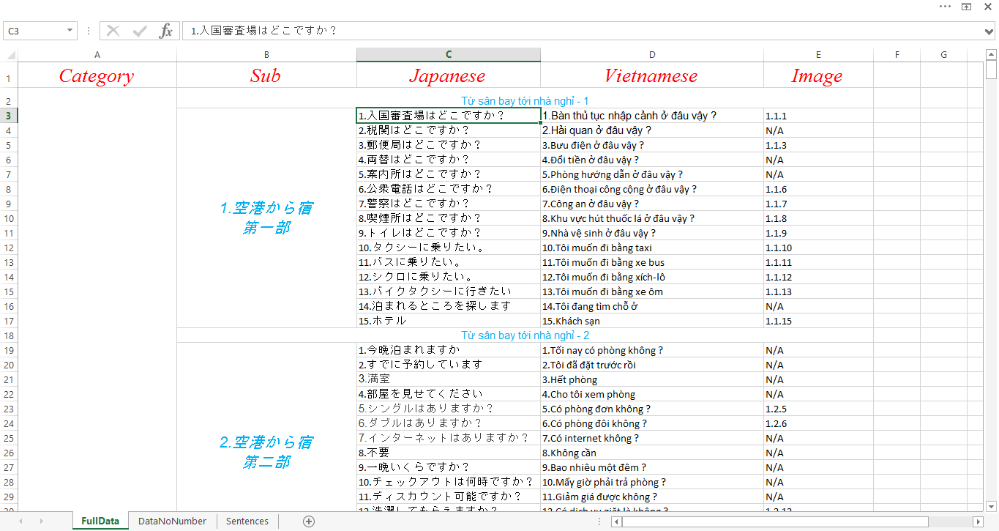 C3
fx
1.入国審査場はどこですか？
A B C D E F G
1 Category Sub Japanese Vietnamese Image
2 Từ sân bay tới nhà nghỉ - 1
3 1.入国審査場はどこですか？ 1.Bàn thủ tục nhập cảnh ở đâu vậy ? 1.1.1
4 2.税関はどこですか？ 2.Hải quan ở đâu vậy ? N/A
5 3.郵便局はどこですか？ 3.Bưu điện ở đâu vậy ? 1.1.3
6 4.両替はどこですか？ 4.Đổi tiền ở đâu vậy ? N/A
7 5.案内所はどこですか？ 5.Phòng hướng dẫn ở đâu vậy ? N/A
8 6.公衆電話はどこですか？ 6.Điện thoại công cộng ở đâu vậy ? 1.1.6
9 7.警察はどこですか？ 7.Công an ở đâu vậy ? 1.1.7
1.空港から宿
10 8.喫煙所はどこですか？ 8.Khu vực hút thuốc lá ở đâu vậy ? 1.1.8
第一部
11 9.トイレはどこですか？ 9.Nhà vệ sinh ở đâu vậy ? 1.1.9
12 10.タクシーに乗りたい。 10.Tôi muốn đi bằng taxi 1.1.10
13 11.バスに乗りたい。 11.Tôi muốn đi bằng xe bus 1.1.11
14 12.シクロに乗りたい。 12.Tôi muốn đi bằng xích-lô 1.1.12
15 13.バイクタクシーに行きたい 13.Tôi muốn đi bằng xe ôm 1.1.13
16 14.泊まれるところを探します 14.Tôi đang tìm chỗ ở N/A
17 15.ホテル 15.Khách sạn 1.1.15
18 Từ sân bay tới nhà nghỉ - 2
19 1.今晩泊まれますか 1.Tối nay có phòng không ? N/A
20 2.すでに予約しています 2.Tôi đã đặt trước rồi N/A
21 3.満室 3.Hết phòng N/A
22 4.部屋を見せてください 4.Cho tôi xem phòng N/A
23 5.シングルはありますか？ 5.Có phòng đơn không ? 1.2.5
24 6.ダブルはありますか？ 6.Có phòng đôi không ? 1.2.6
25 7.インターネットはありますか？ 7.Có internet không ? N/A
2.空港から宿
26 8.不要 8.Không cần N/A
第二部
27 9.一晩いくらですか？ 9.Bao nhiêu một đêm ? N/A
28 10.チェックアウトは何時ですか？ 10.Mấy giờ phải trả phòng ? N/A
29 11.ディスカウント可能ですか？ 11.Giảm giá được không ? N/A
30 12.洗濯してもらえますか？ 12.Có dịch vụ giặt là không ? 1.2.12
FullData DataNoNumber Sentences